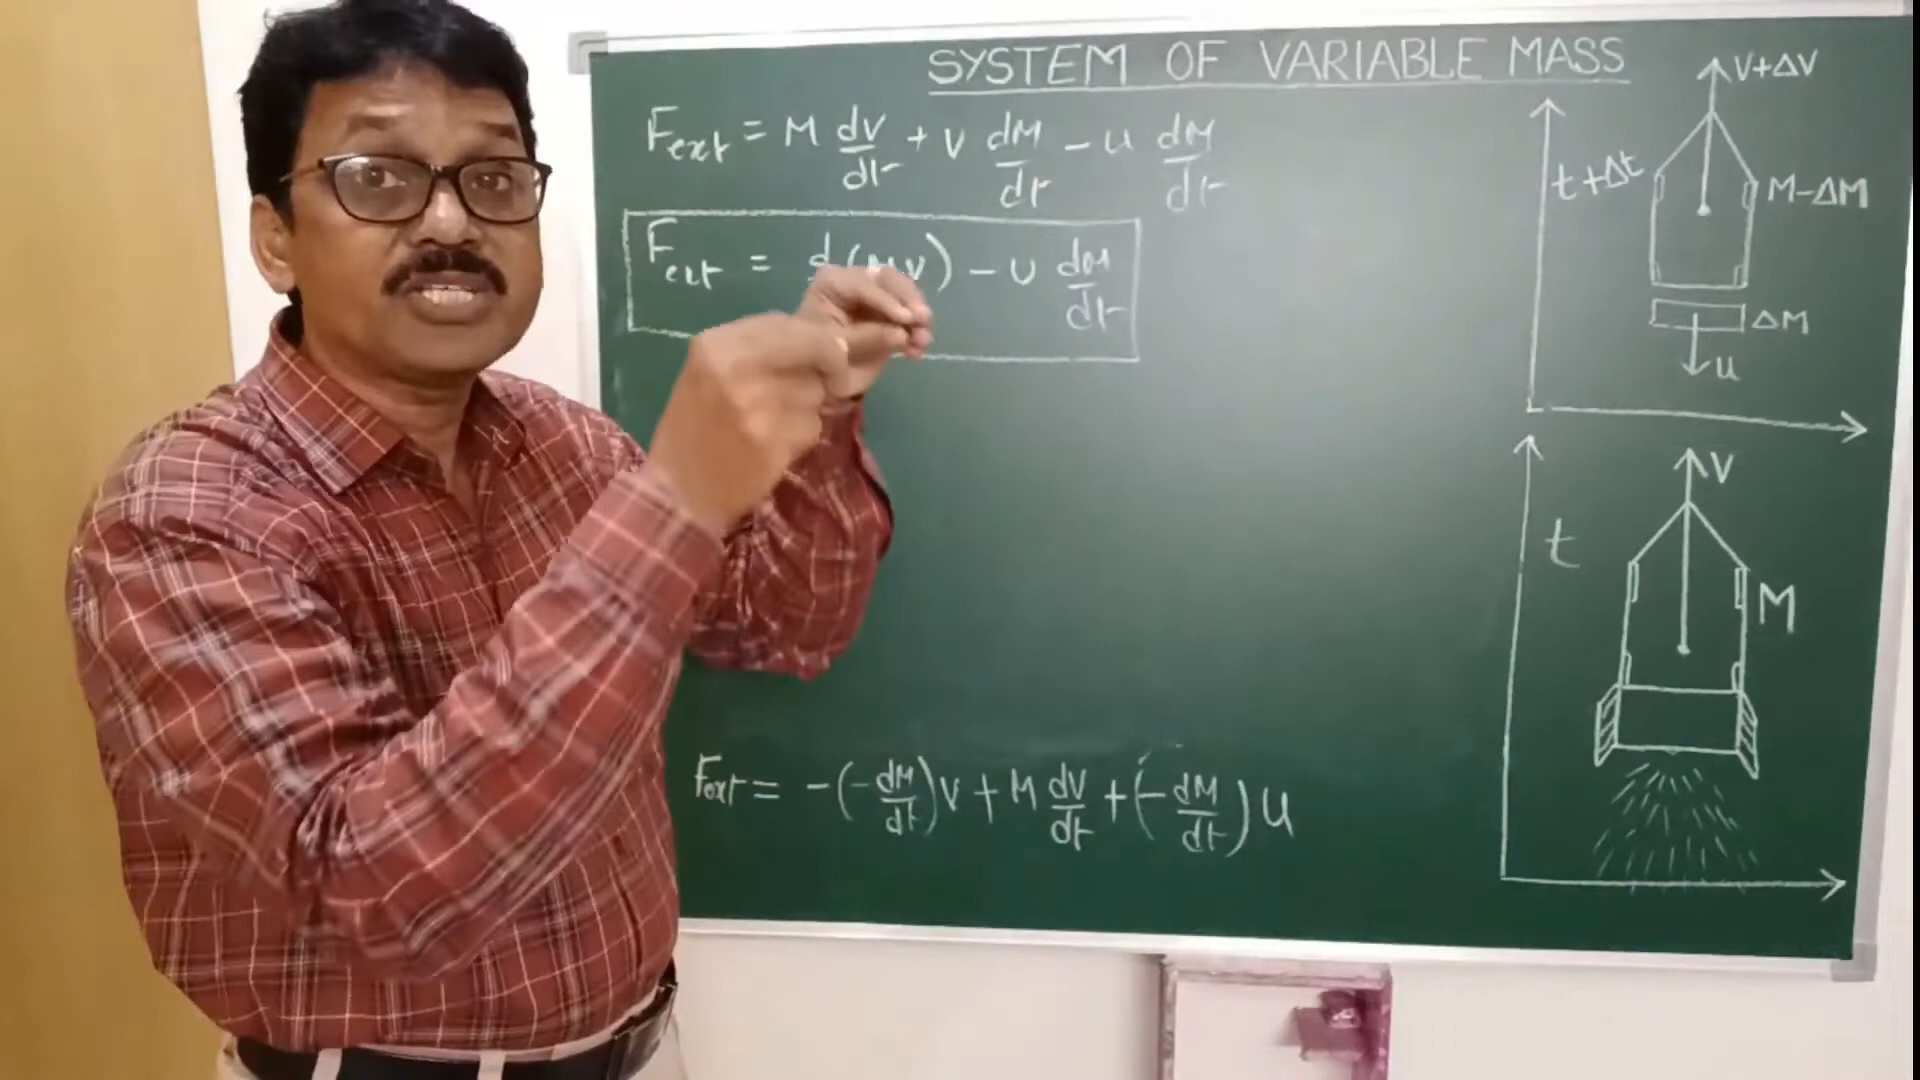 SYSTEM OF VARIABLE MASS
Fext = M dV/dt + V dM/dt - u dM/dt
Fext = d (MV) - U dM/dt
Fext = -(-dM/dt)V + M dV/dt + (-dM/dt) U
V+ΔV
t+Δt
M-ΔM
ΔM
u
V
t
M